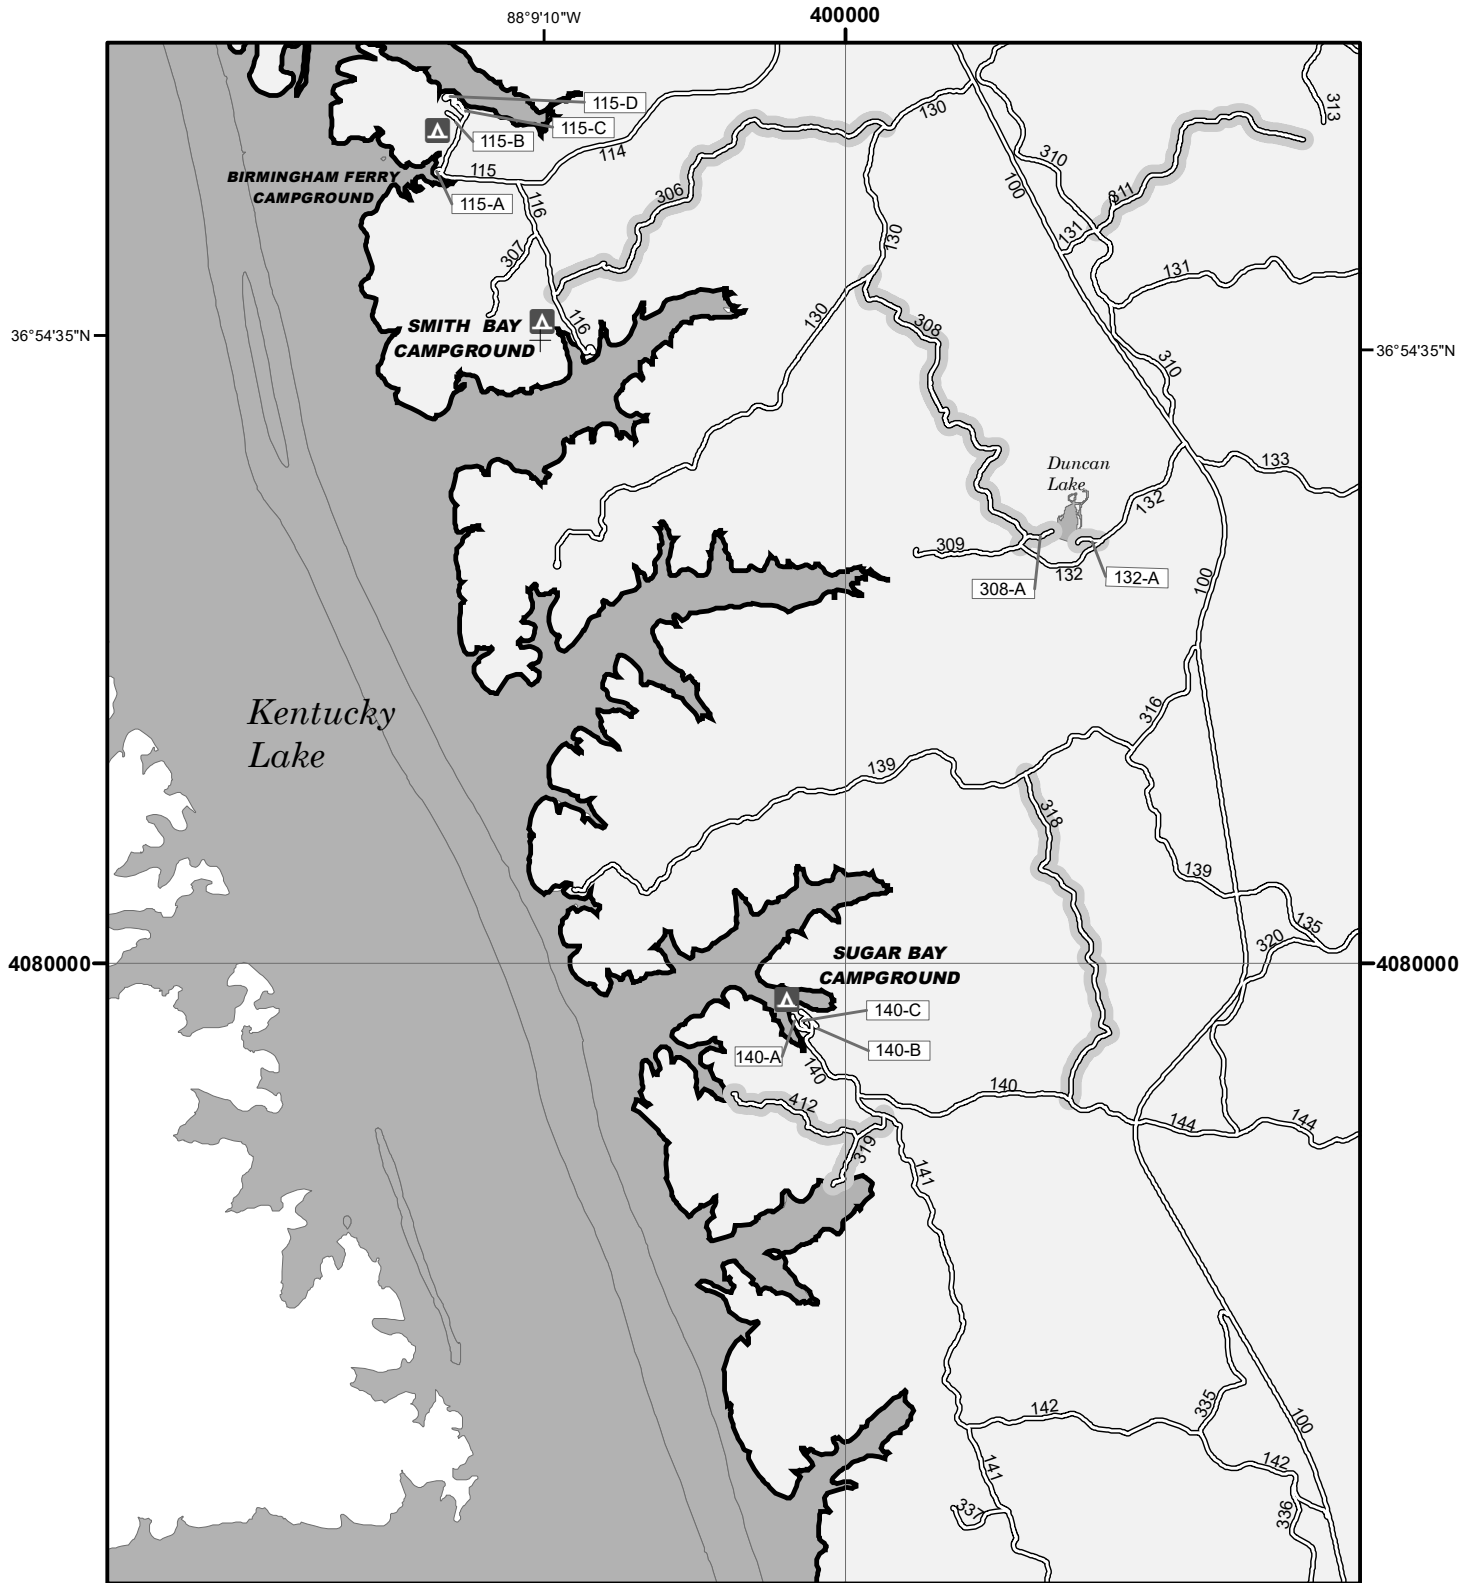 88°9'10"W
400000
115-D
115-C
115-B
130
313
114
310
BIRMINGHAM FERRY
CAMPGROUND
115
100
306
311
116
115-A
131
307
130
131
SMITH BAY
CAMPGROUND
116
130
308
36°54'35"N
36°54'35"N
310
Duncan
Lake
133
132
309
132
308-A
132-A
100
Kentucky
Lake
316
139
318
139
135
320
SUGAR BAY
CAMPGROUND
4080000
4080000
140-C
140-B
140-A
140
140
412
144
144
319
141
142
335
100
141
142
337
336